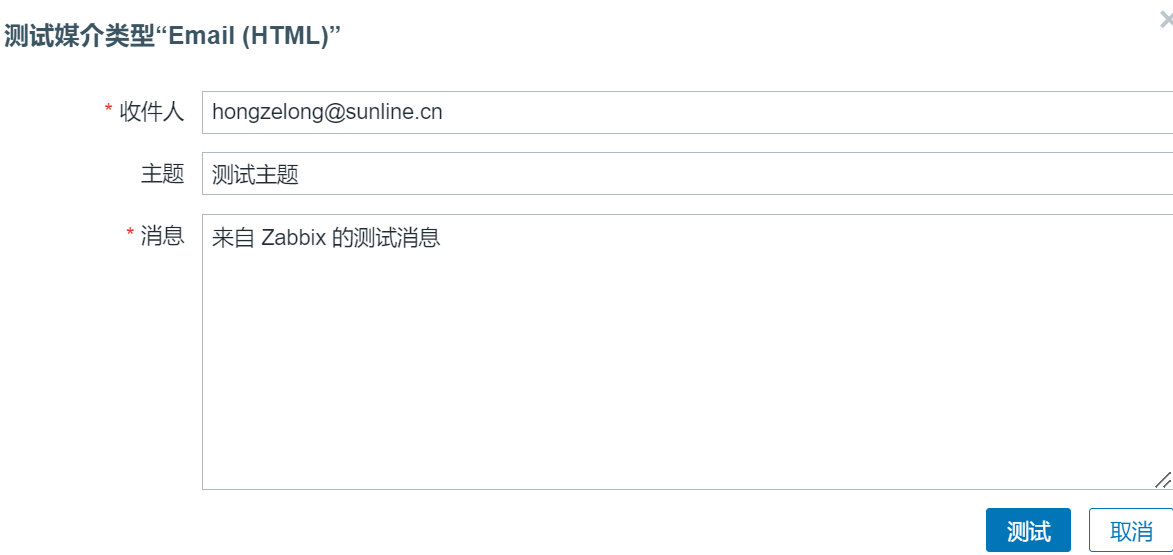 测试媒介类型“Email (HTML)”
* 收件人 hongzelong@sunline.cn
主题 测试主题
* 消息 来自 Zabbix 的测试消息
测试 取消